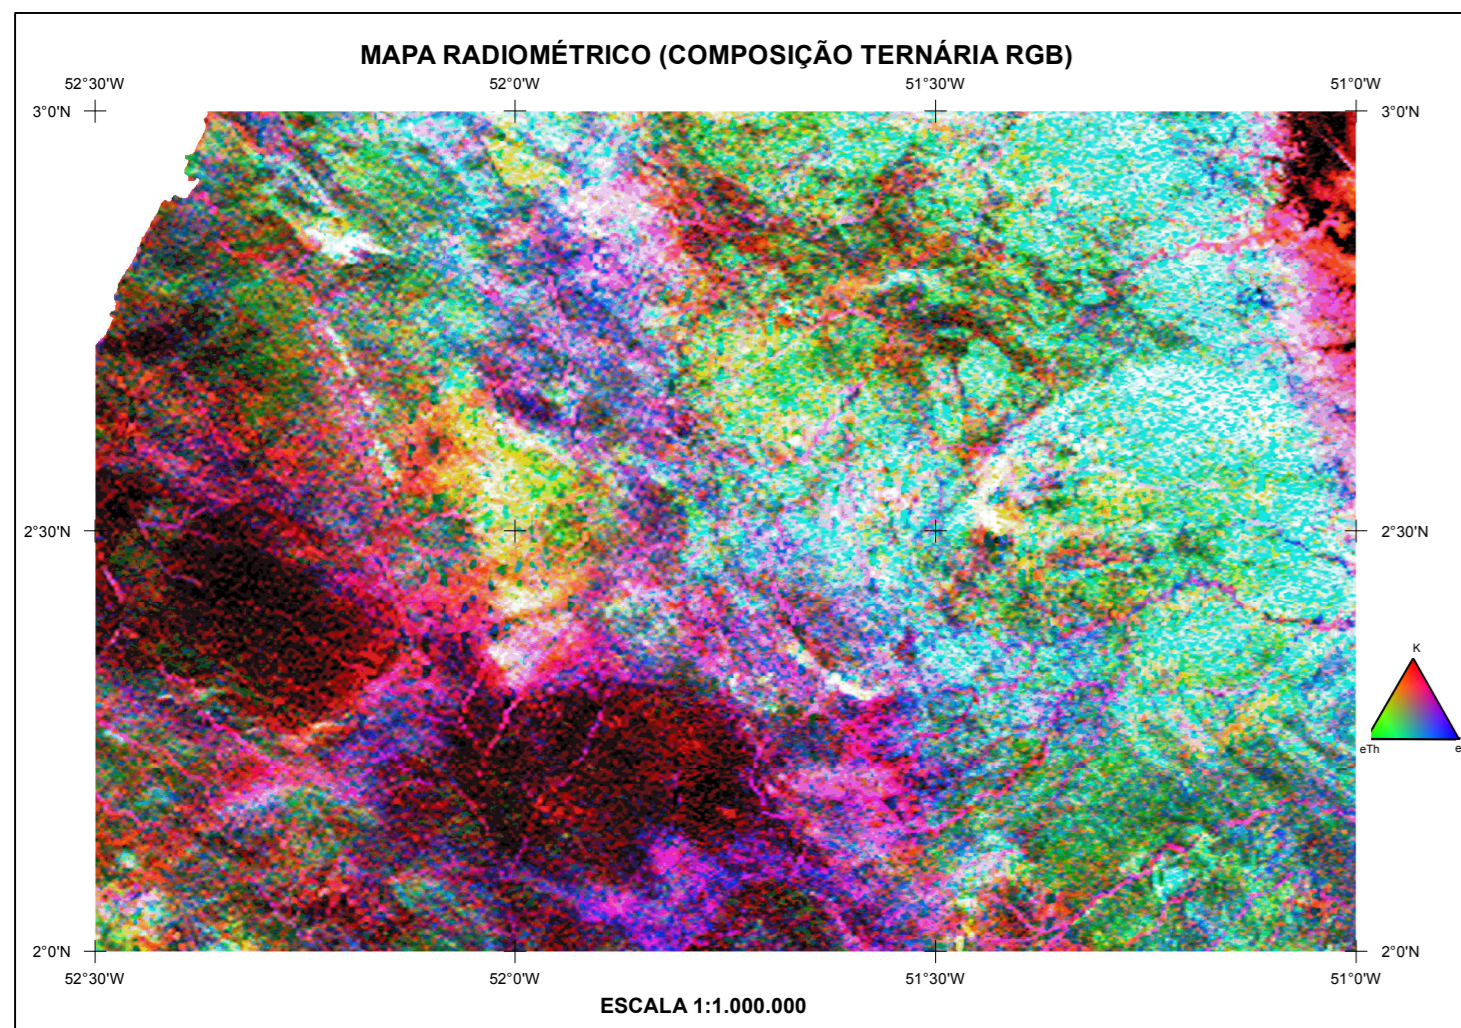 MAPA RADIOMÉTRICO (COMPOSIÇÃO TERNÁRIA RGB)
52°30'W 52°0'W 51°30'W 51°0'W
3°0'N 3°0'N
2°30'N 2°30'N
K
eTh e
2°0'N 2°0'N
52°30'W 52°0'W 51°30'W 51°0'W
ESCALA 1:1.000.000